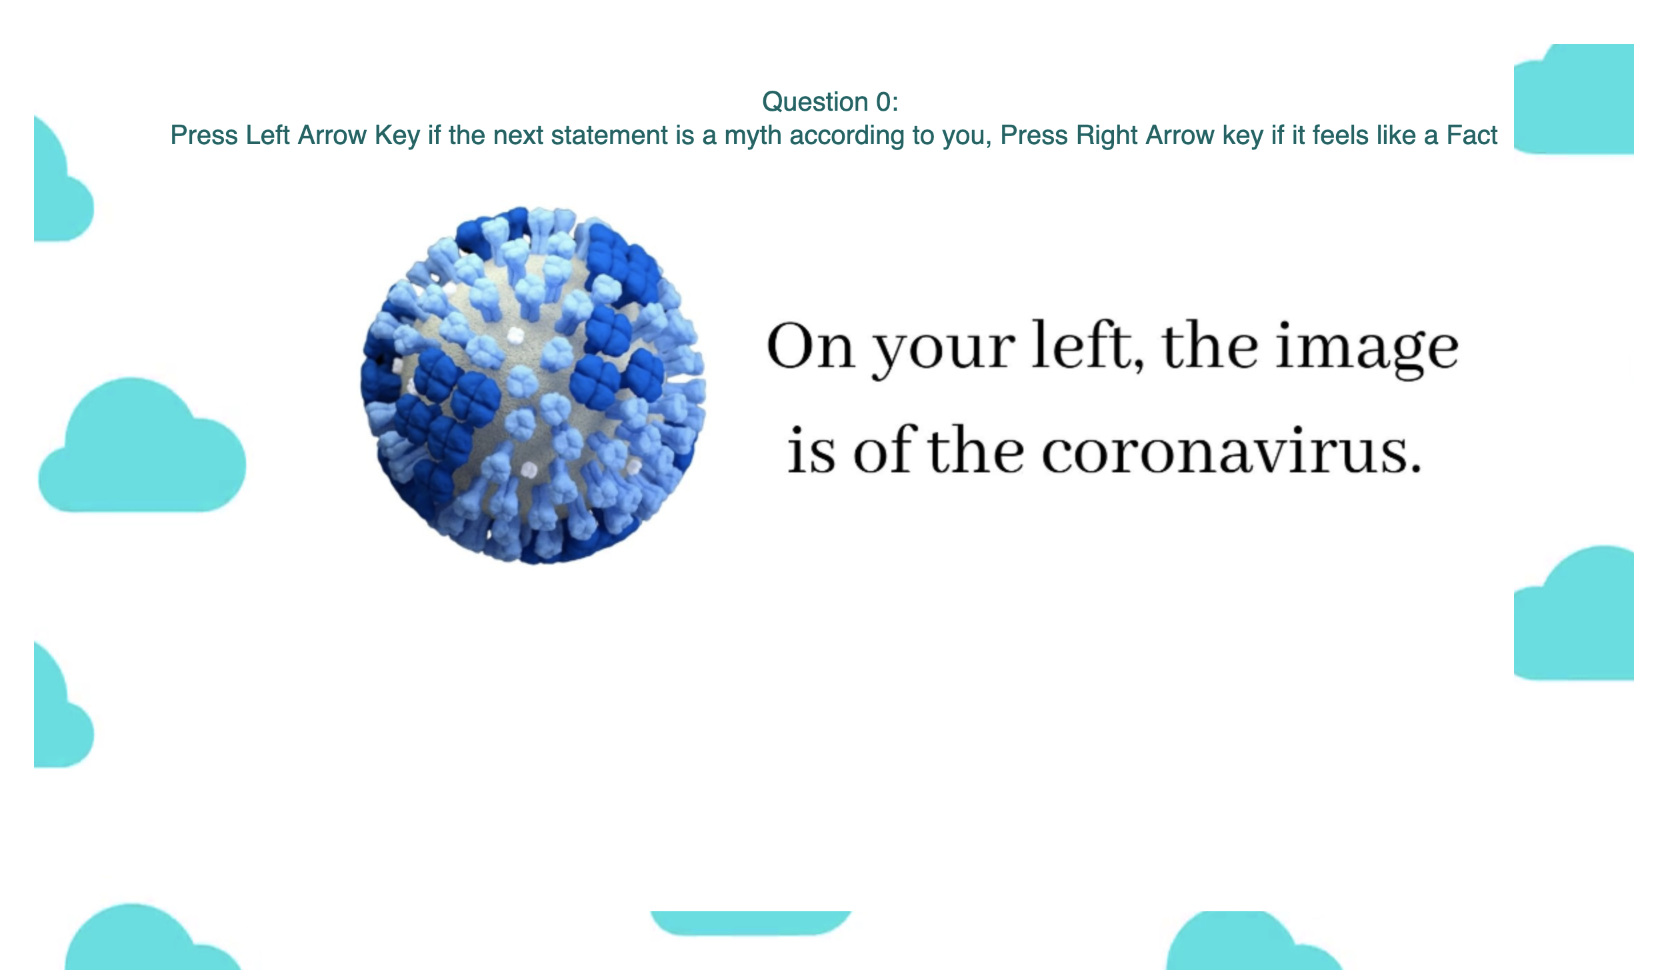 Question 0:
Press Left Arrow Key if the next statement is a myth according to you, Press Right Arrow key if it feels like a Fact
On your left, the image
is of the coronavirus.